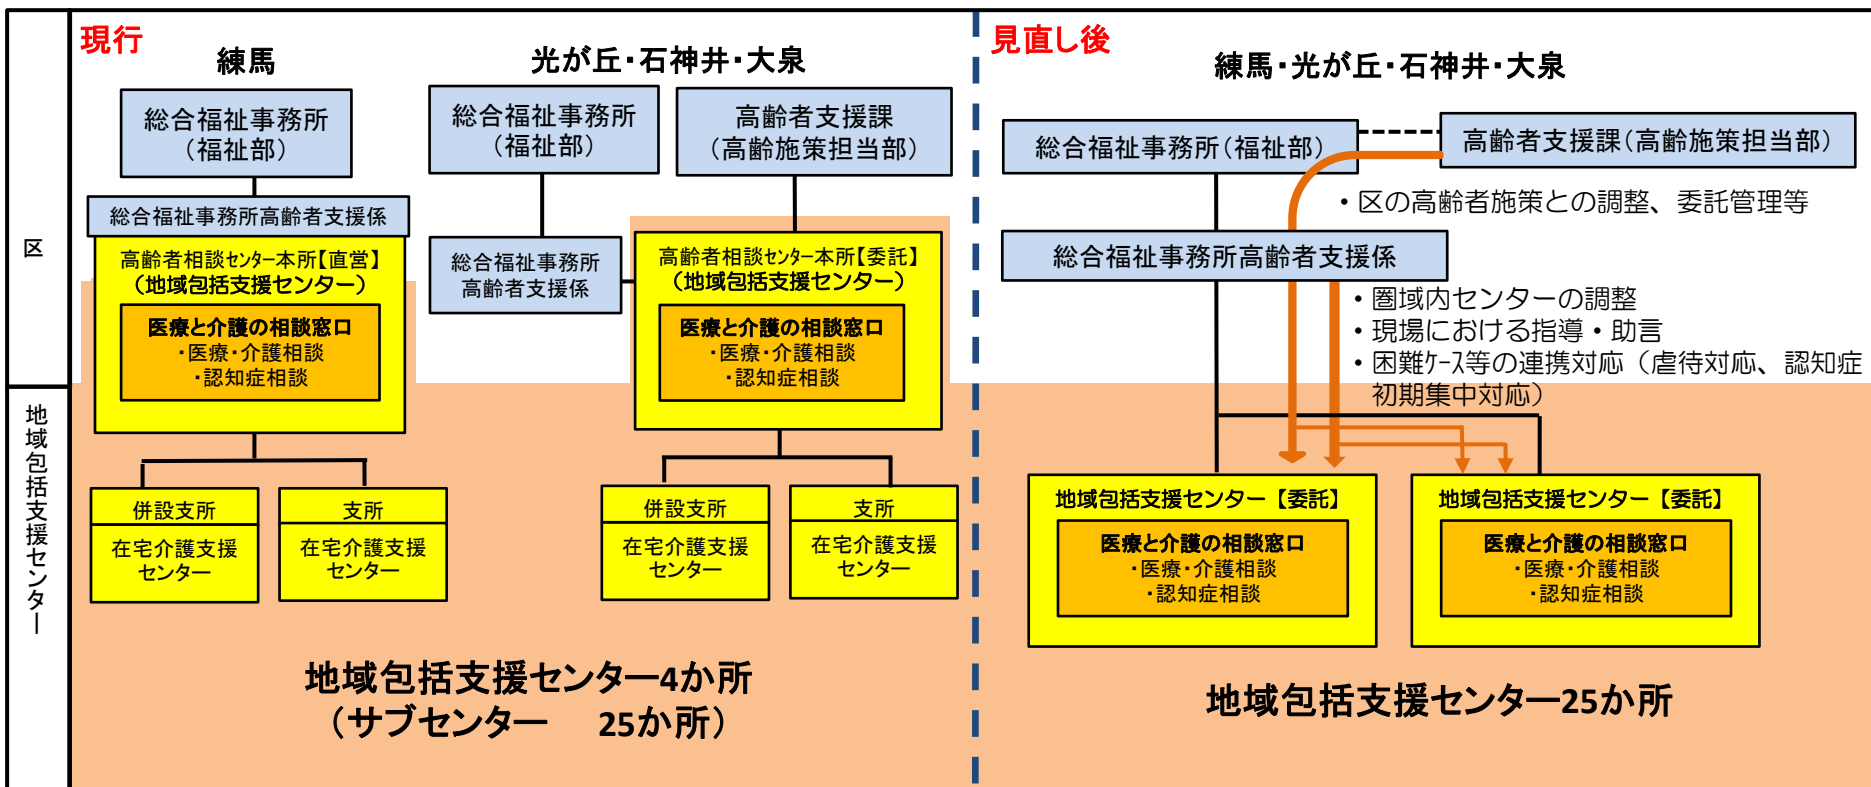 現行
練馬
光が丘・石神井・大泉
総合福祉事務所
（福祉部）
総合福祉事務所
（福祉部）
高齢者支援課
（高齢施策担当部）
総合福祉事務所高齢者支援係
高齢者相談センター本所【直営】
（地域包括支援センター）
医療と介護の相談窓口
・医療・介護相談
・認知症相談
総合福祉事務所
高齢者支援係
高齢者相談センター本所【委託】
（地域包括支援センター）
医療と介護の相談窓口
・医療・介護相談
・認知症相談
併設支所
在宅介護支援
センター
支所
在宅介護支援
センター
併設支所
在宅介護支援
センター
支所
在宅介護支援
センター
地域包括支援センター4か所
（サブセンター　25か所）
見直し後
練馬・光が丘・石神井・大泉
総合福祉事務所（福祉部）
高齢者支援課（高齢施策担当部）
・区の高齢者施策との調整、委託管理等
総合福祉事務所高齢者支援係
・圏域内センターの調整
・現場における指導・助言
・困難ケース等の連携対応（虐待対応、認知症
初期集中対応）
地域包括支援センター【委託】
医療と介護の相談窓口
・医療・介護相談
・認知症相談
地域包括支援センター【委託】
医療と介護の相談窓口
・医療・介護相談
・認知症相談
地域包括支援センター25か所
区
地域包括支援センター